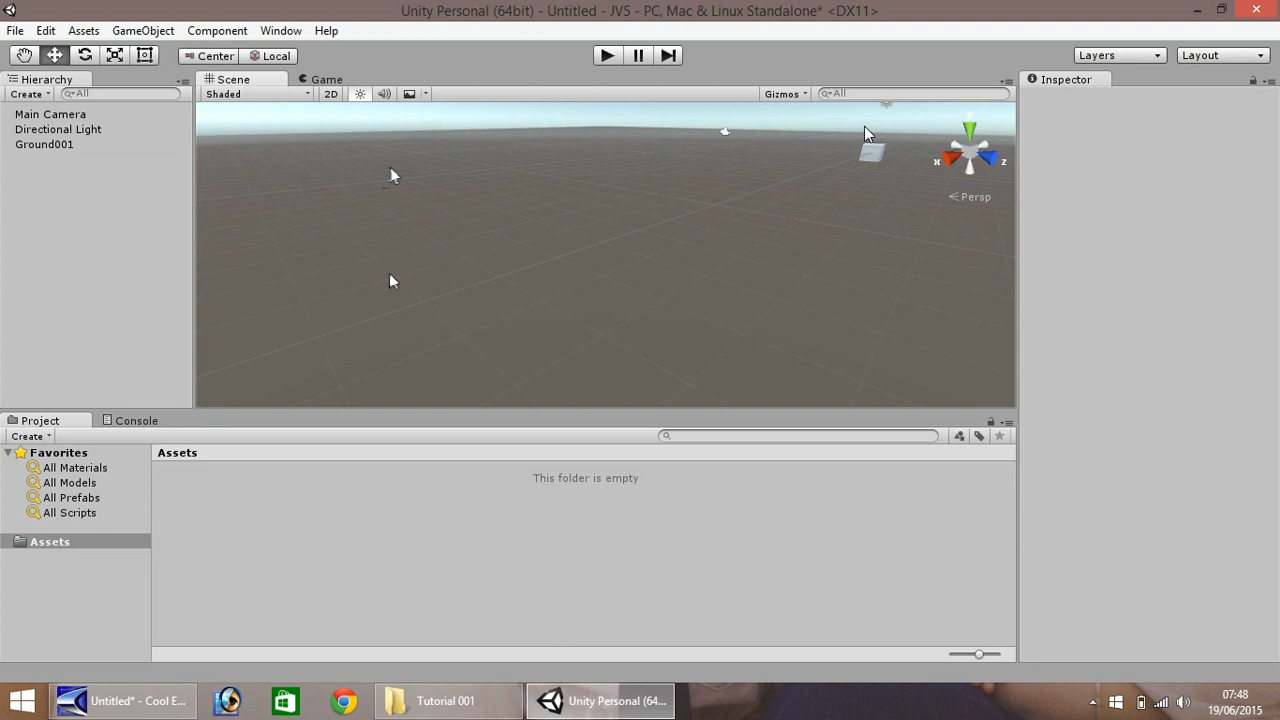 Unity Personal (64bit) - Untitled - JV5 - PC, Mac & Linux Standalone* <DX11>
File Edit Assets GameObject Component Window Help
Center Local Layers Layout
Hierarchy Scene Game Inspector
Create All Shaded 2D Gizmos All
Main Camera
Directional Light
Ground001
y
x z
Persp
Project Console
Create
Favorites Assets
All Materials
All Models This folder is empty
All Prefabs
All Scripts
Assets
Untitled* - Cool E... Tutorial 001 Unity Personal (64...
07:48
19/06/2015